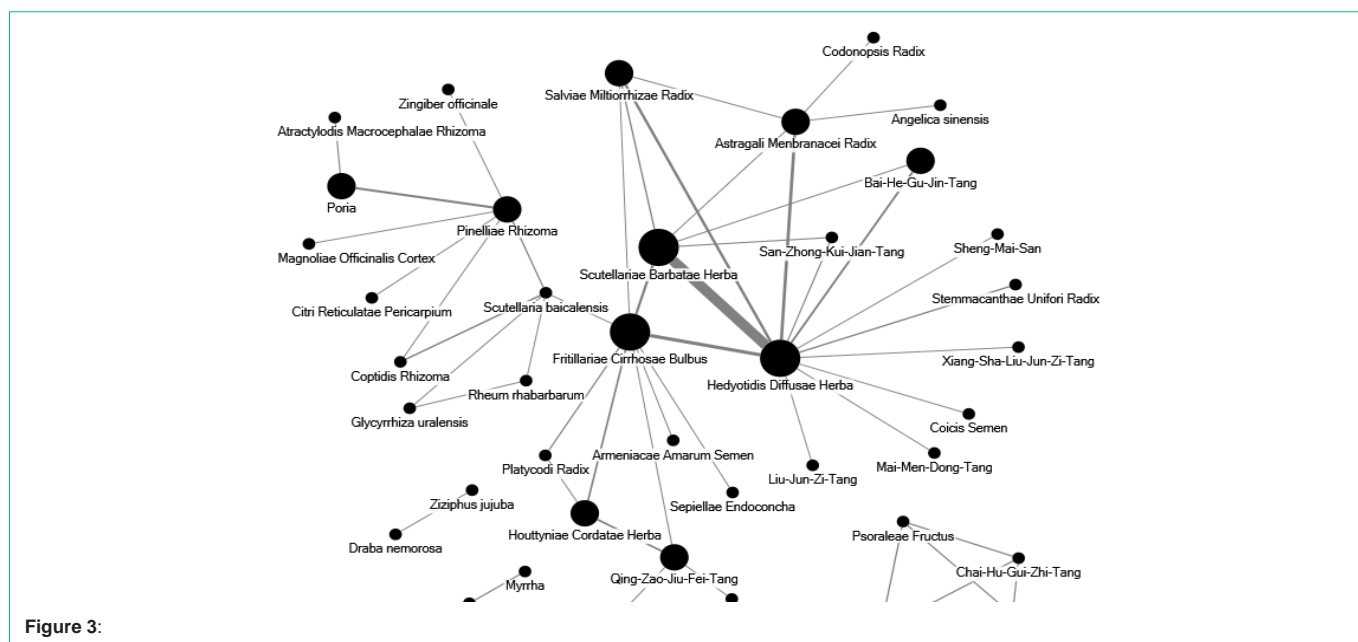 Codonopsis Radix
Zingiber officinale
Salviae Miltiorrhizae Radix
Angelica sinensis
Atractylodis Macrocephalae Rhizoma
Astragali Menbranacei Radix
Bai-He-Gu-Jin-Tang
Poria
Pinelliae Rhizoma
San-Zhong-Kui-Jian-Tang
Sheng-Mai-San
Magnoliae Officinalis Cortex
Scutellariae Barbatae Herba
Stemmacanthae Unifori Radix
Citri Reticulatae Pericarpium
Scutellaria baicalensis
Fritillariae Cirrhosae Bulbus
Xiang-Sha-Liu-Jun-Zi-Tang
Coptidis Rhizoma
Hedyotidis Diffusae Herba
Rheum rhabarbarum
Glycyrrhiza uralensis
Coicis Semen
Armeniacae Amarum Semen
Platycodi Radix
Mai-Men-Dong-Tang
Liu-Jun-Zi-Tang
Ziziphus jujuba
Sepiellae Endoconcha
Houttyniae Cordatae Herba
Psoraleae Fructus
Draba nemorosa
Chai-Hu-Gui-Zhi-Tang
Qing-Zao-Jiu-Fei-Tang
Myrrha
Figure 3: